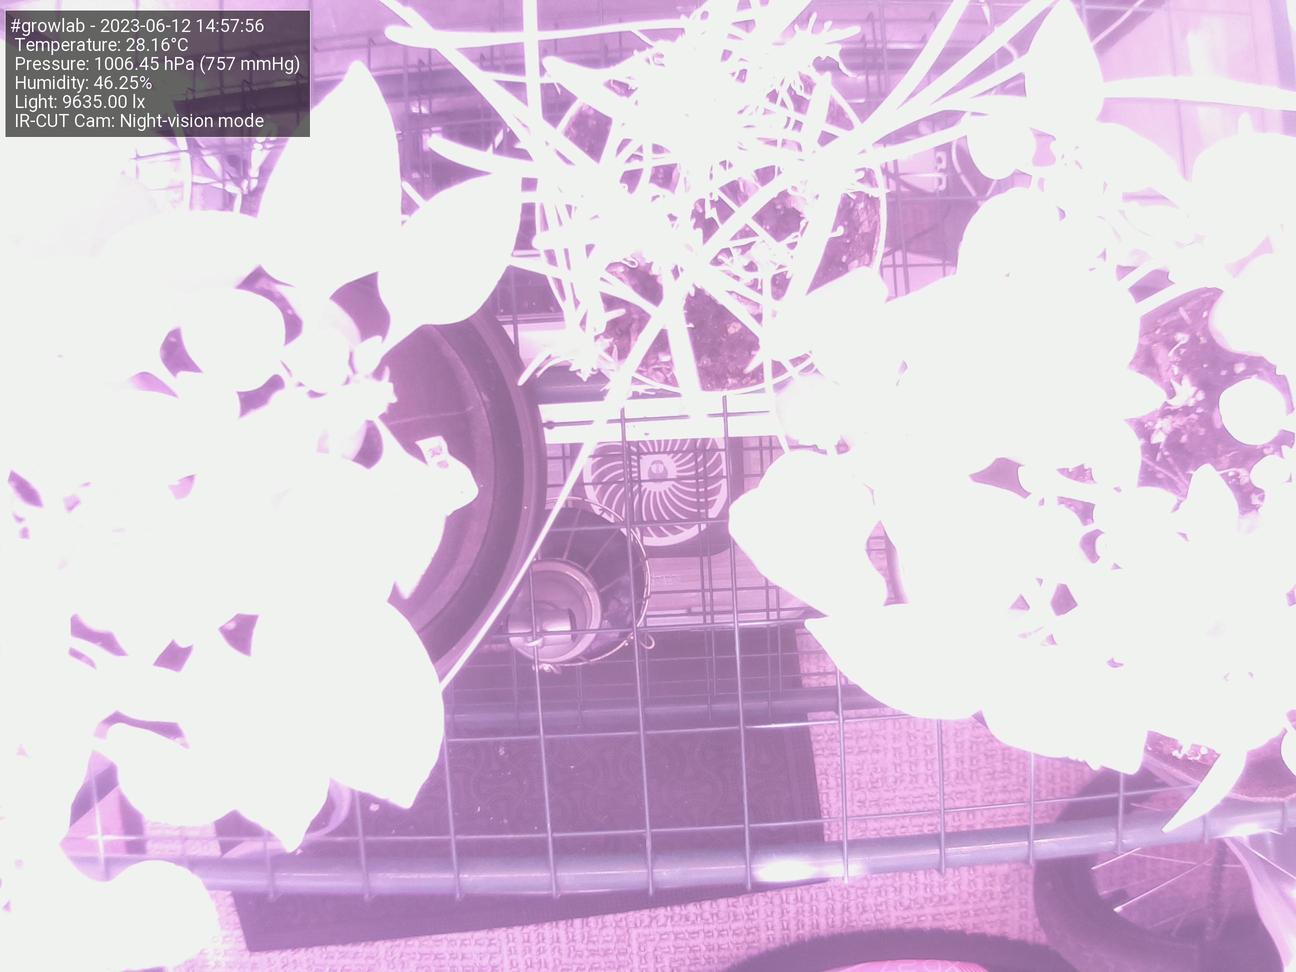 #growlab - 2023-06-12 14:57:56
Temperature: 28.16°C
Pressure: 1006.45 hPa (757 mmHg)
Humidity: 46.25%
Light: 9635.00 lx
IR-CUT Cam: Night-vision mode